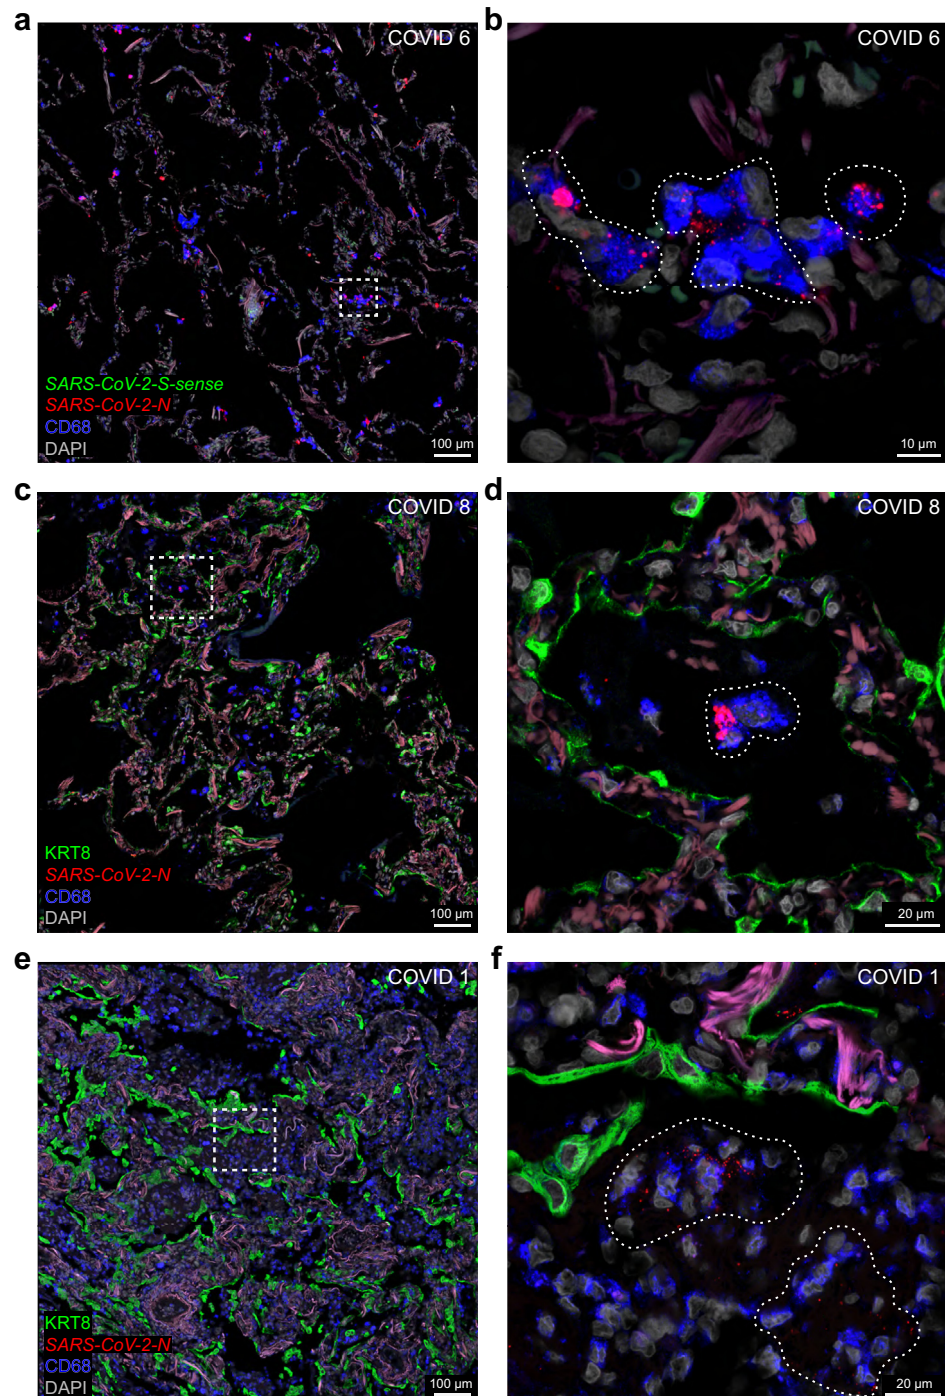 a
COVID 6
SARS-CoV-2-S-sense
SARS-CoV-2-N
CD68
DAPI
100 µm
b
COVID 6
10 µm
c
COVID 8
KRT8
SARS-CoV-2-N
CD68
DAPI
100 µm
d
COVID 8
20 µm
e
COVID 1
KRT8
SARS-CoV-2-N
CD68
DAPI
100 µm
f
COVID 1
20 µm